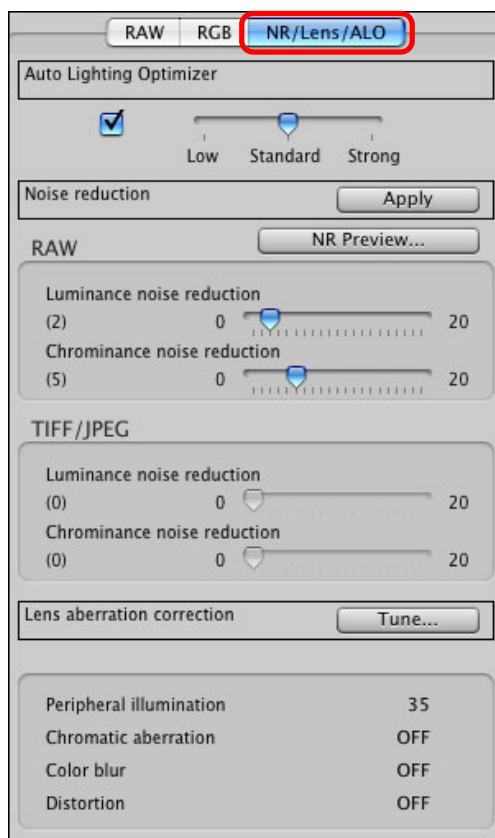 RAW RGB NR/Lens/ALO
Auto Lighting Optimizer
Low Standard Strong
Noise reduction Apply
RAW NR Preview...
Luminance noise reduction
(2) 0 20
Chrominance noise reduction
(5) 0 20
TIFF/JPEG
Luminance noise reduction
(0) 0 20
Chrominance noise reduction
(0) 0 20
Lens aberration correction Tune...
Peripheral illumination 35
Chromatic aberration OFF
Color blur OFF
Distortion OFF